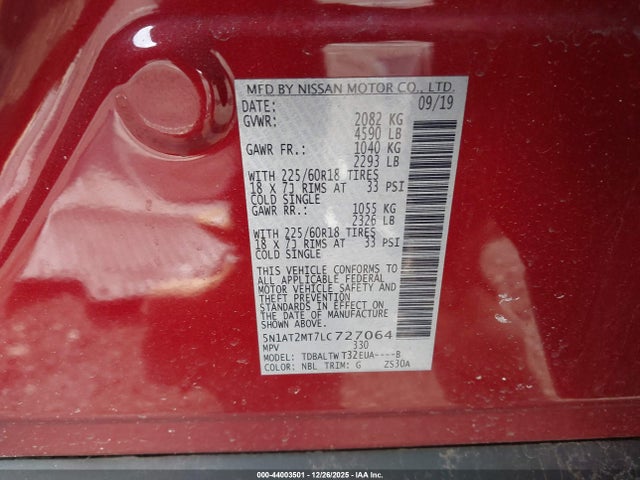 MFD BY NISSAN MOTOR CO., LTD.
DATE: 09/19
GVWR: 2082 KG
4590 LB
GAWR FR.: 1040 KG
2293 LB
WITH 225/60R18 TIRES
18 X 7J RIMS AT 33 PSI
COLD SINGLE
GAWR RR.: 1055 KG
2326 LB
WITH 225/60R18 TIRES
18 X 7J RIMS AT 33 PSI
COLD SINGLE
THIS VEHICLE CONFORMS TO
ALL APPLICABLE FEDERAL
MOTOR VEHICLE SAFETY AND
THEFT PREVENTION
STANDARDS IN EFFECT ON THE
DATE OF MANUFACTURE
SHOWN ABOVE.
5N1AT2MT7LC727064
MPV 330
MODEL: TDBALTW T32EUA----B
COLOR: NBL TRIM: G ZS30A
000-44003501 - 12/26/2025 - IAA Inc.